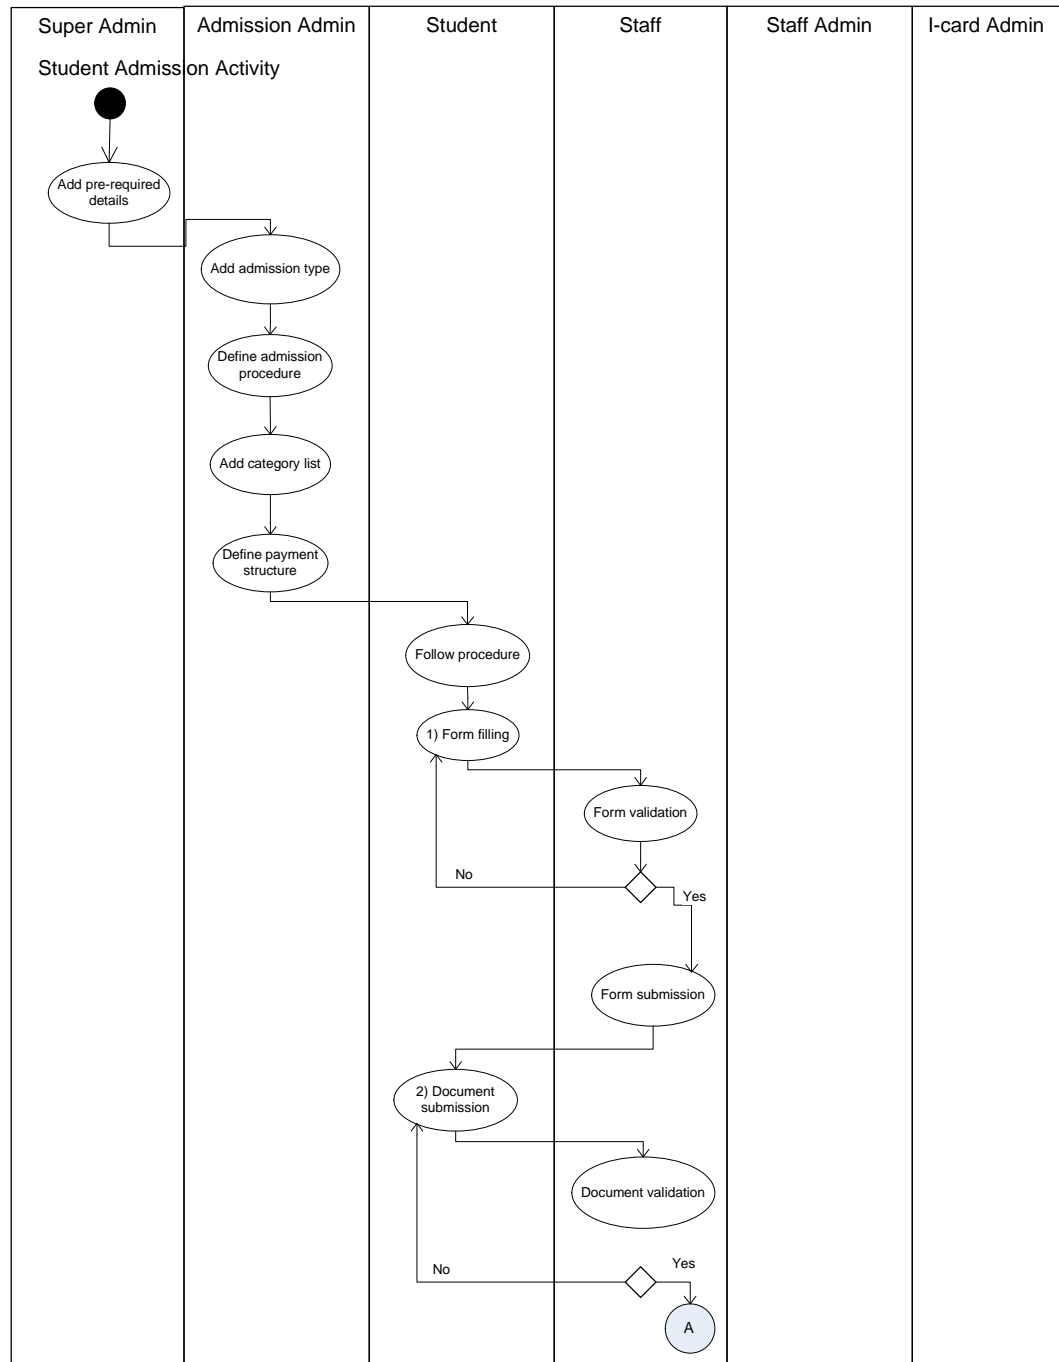 Super Admin
Admission Admin
Student
Staff
Staff Admin
I-card Admin
Student Admission Activity
Add pre-required
details
Add admission type
Define admission
procedure
Add category list
Define payment
structure
Follow procedure
1) Form filling
Form validation
No
Yes
Form submission
2) Document
submission
Document validation
No
Yes
A